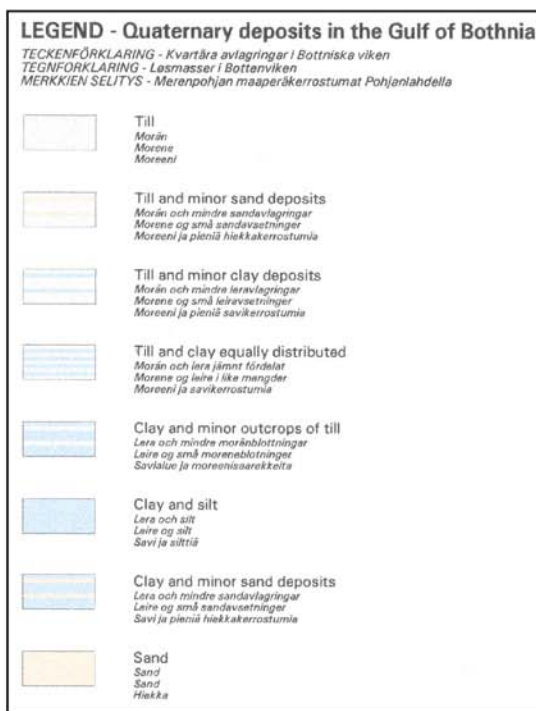 LEGEND - Quaternary deposits in the Gulf of Bothnia
TECKENFÖRKLARING - Kvartära avlagringar i Bottniska viken
TEGNFORKLARING - Løsmasser i Bottenviken
MERKKIEN SELITYS - Merenpohjan maaperäkerrostumat Pohjanlahdella
Till
Morän
Morene
Moreeni
Till and minor sand deposits
Morän och mindre sandavlagringar
Morene og små sandavsetninger
Moreeni ja pieniä hiekkakerrostumia
Till and minor clay deposits
Morän och mindre leravlagringar
Morene og små leiravsetninger
Moreeni ja pieniä savikerrostumia
Till and clay equally distributed
Morän och lera jämnt fördelat
Morene og leire i like mengder
Moreeni ja savikerrostumia
Clay and minor outcrops of till
Lera och mindre moränblottningar
Leire og små moreneblotninger
Savialue ja moreenisaarekkeita
Clay and silt
Lera och silt
Leire og silt
Savi ja silttiä
Clay and minor sand deposits
Lera och mindre sandavlagringar
Leire og små sandavsetninger
Savi ja pieniä hiekkakerrostumia
Sand
Sand
Sand
Hiekka